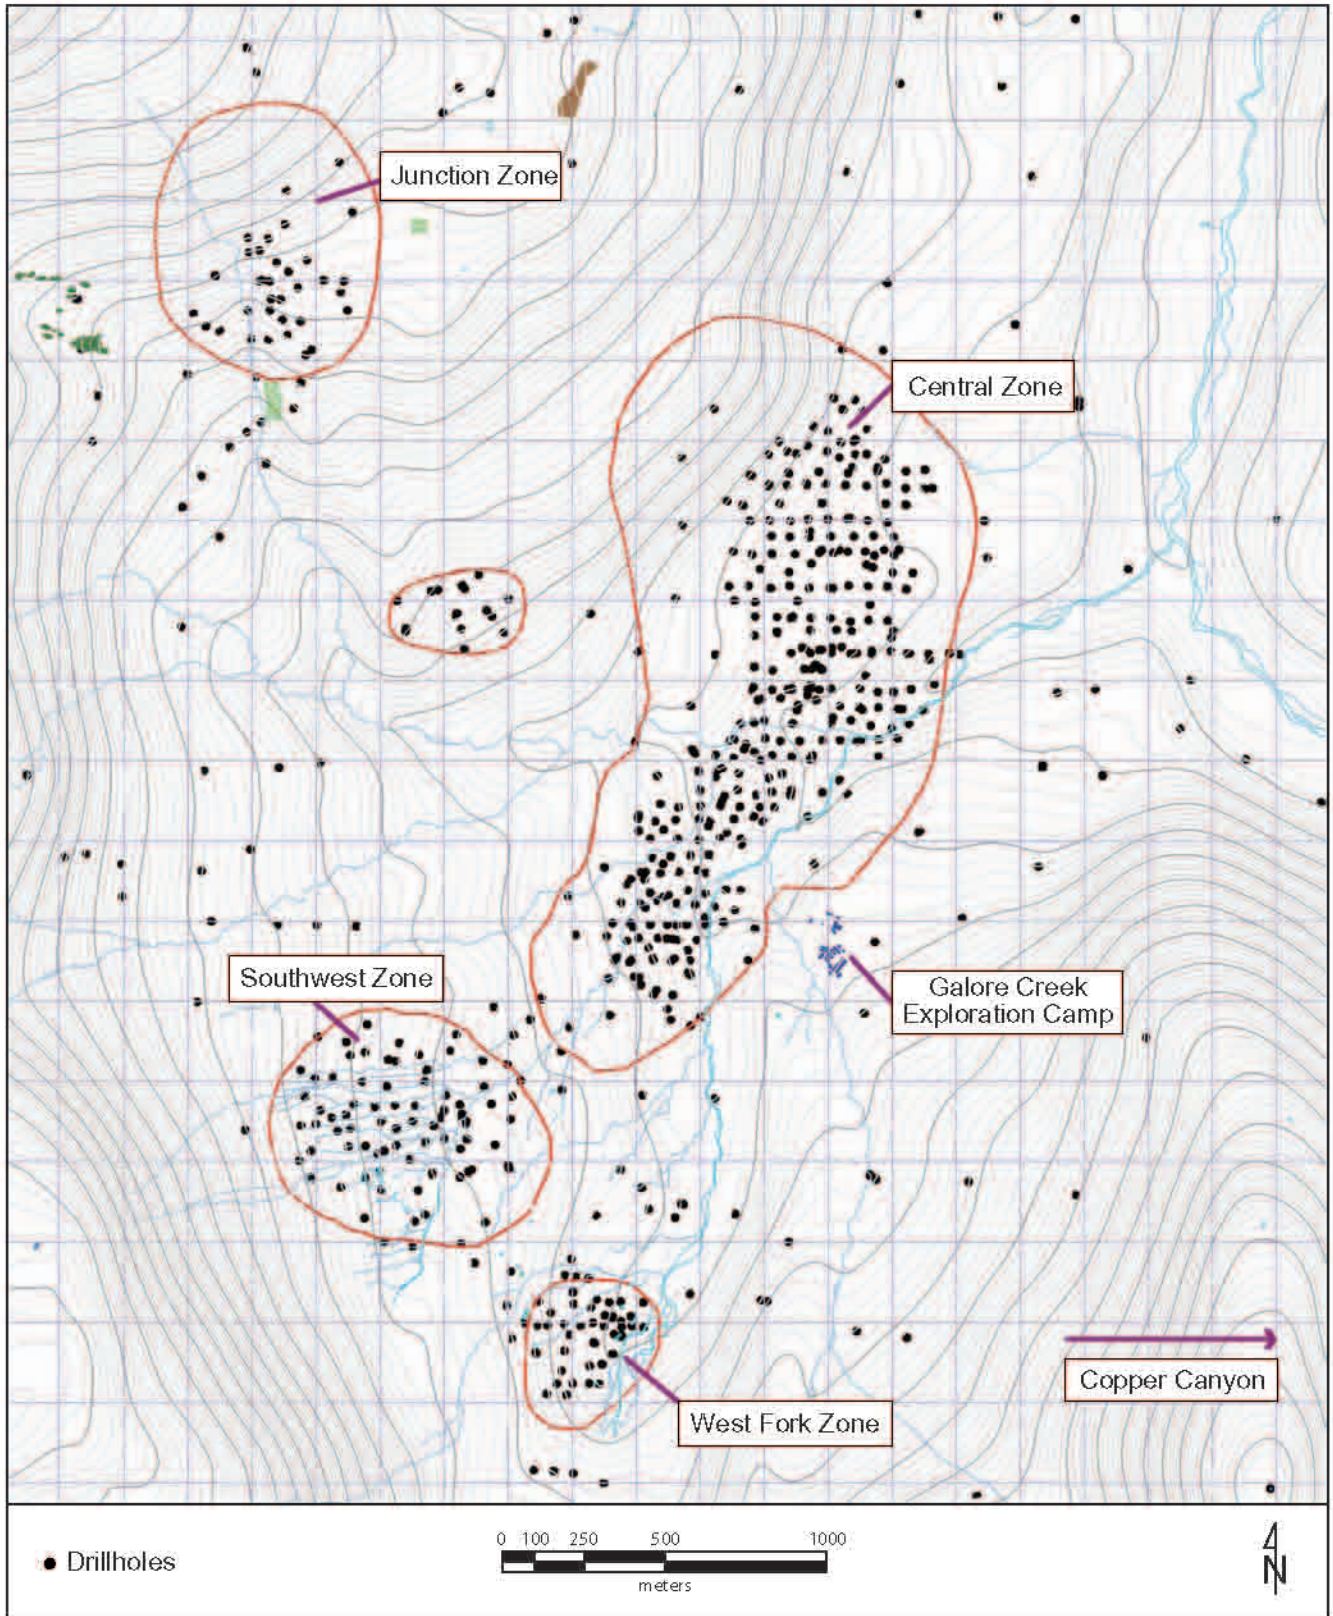 Junction Zone
Central Zone
Southwest Zone
Galore Creek
Exploration Camp
Copper Canyon
West Fork Zone
Drillholes
0 100 250 500 1000
meters
N